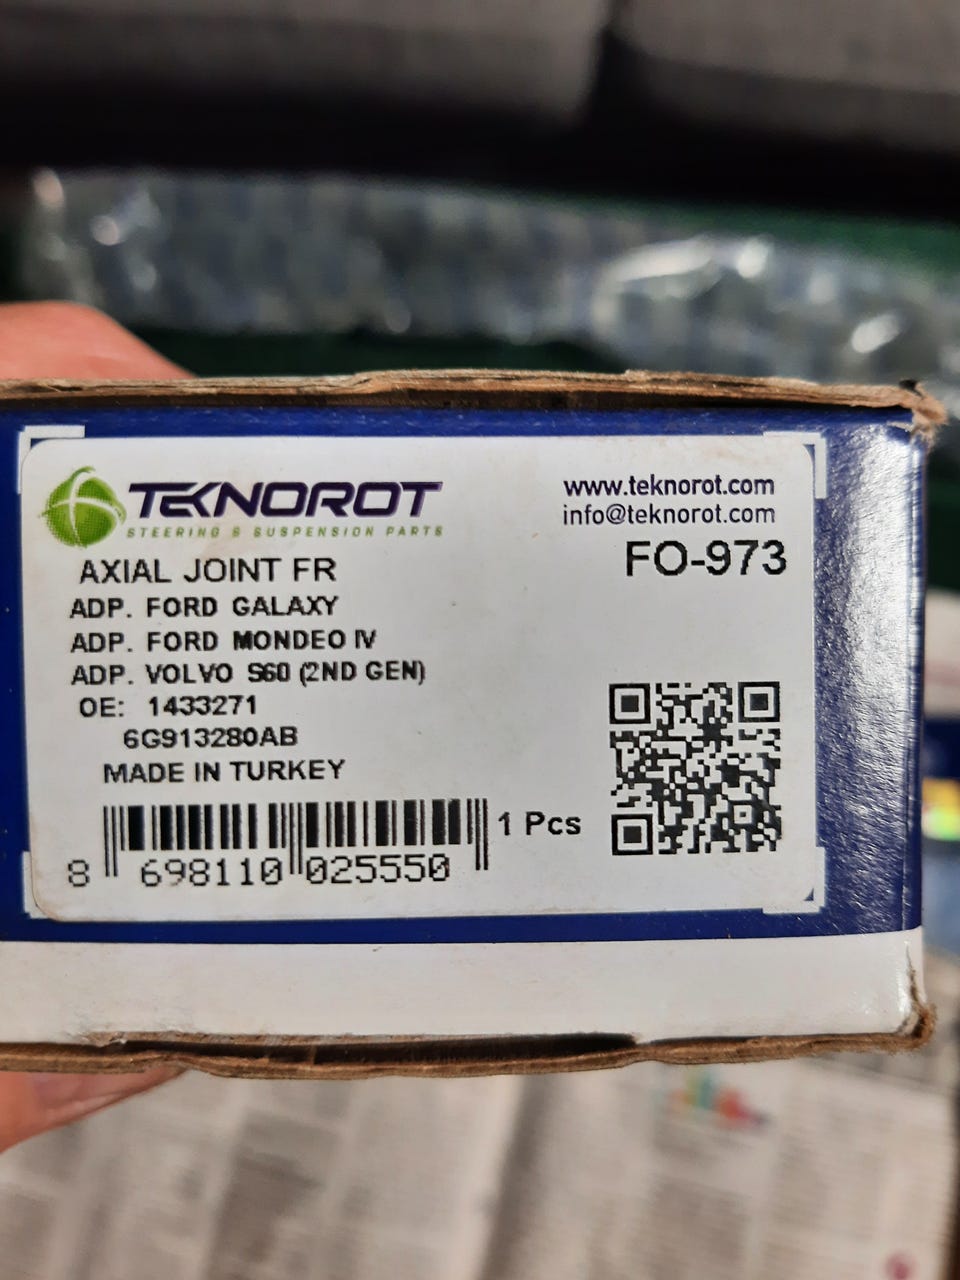 TEKNOROT
STEERING & SUSPENSION PARTS
www.teknorot.com
info@teknorot.com
FO-973
AXIAL JOINT FR
ADP. FORD GALAXY
ADP. FORD MONDEO IV
ADP. VOLVO S60 (2ND GEN)
OE: 1433271
6G913280AB
MADE IN TURKEY
1 Pcs
8 698110 025550